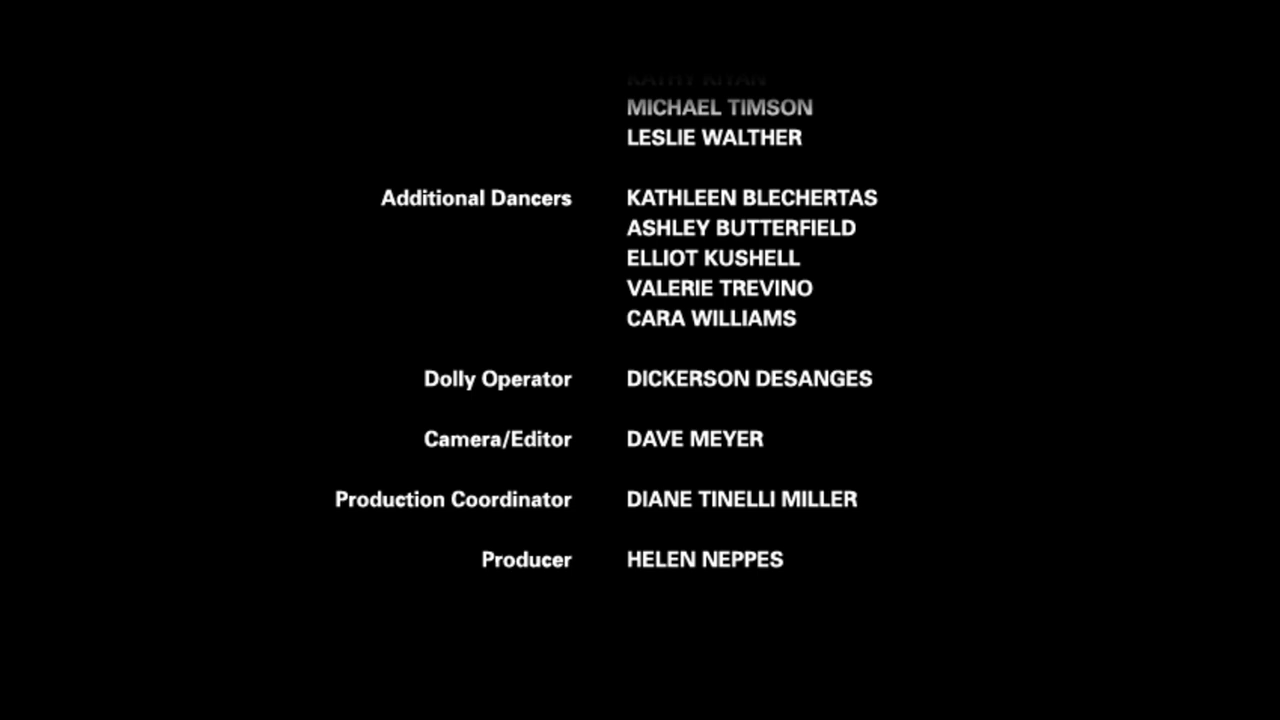 MICHAEL TIMSON
LESLIE WALTHER
Additional Dancers KATHLEEN BLECHERTAS
ASHLEY BUTTERFIELD
ELLIOT KUSHELL
VALERIE TREVINO
CARA WILLIAMS
Dolly Operator DICKERSON DESANGES
Camera/Editor DAVE MEYER
Production Coordinator DIANE TINELLI MILLER
Producer HELEN NEPPES